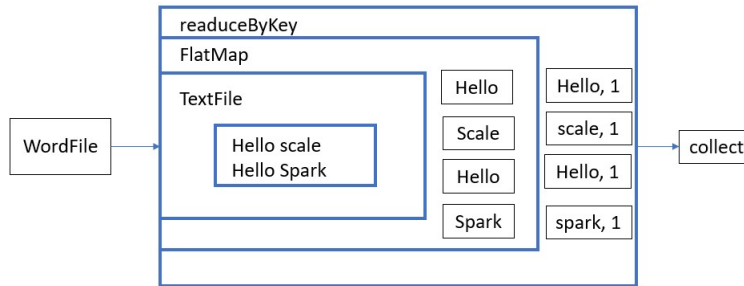 readuceByKey
FlatMap
TextFile
WordFile
Hello scale
Hello Spark
Hello
Scale
Hello
Spark
Hello, 1
scale, 1
Hello, 1
spark, 1
collect